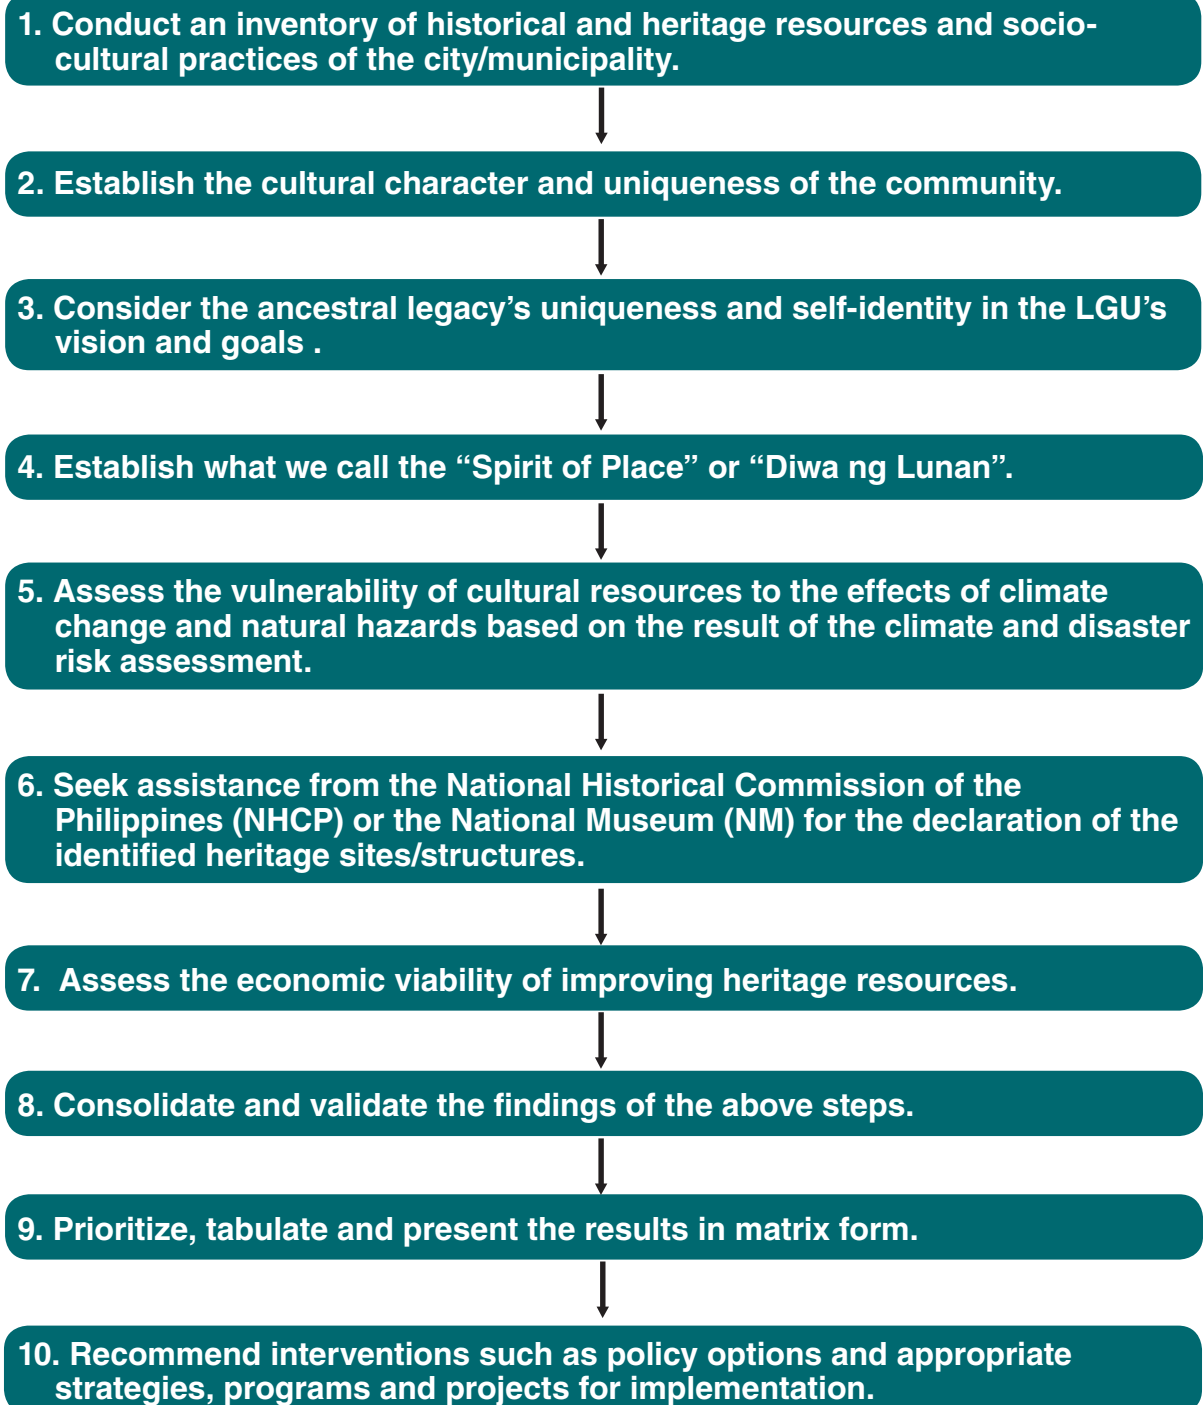 1. Conduct an inventory of historical and heritage resources and socio-
cultural practices of the city/municipality.
2. Establish the cultural character and uniqueness of the community.
3. Consider the ancestral legacy’s uniqueness and self-identity in the LGU’s
vision and goals .
4. Establish what we call the “Spirit of Place” or “Diwa ng Lunan”.
5. Assess the vulnerability of cultural resources to the effects of climate
change and natural hazards based on the result of the climate and disaster
risk assessment.
6. Seek assistance from the National Historical Commission of the
Philippines (NHCP) or the National Museum (NM) for the declaration of the
identified heritage sites/structures.
7. Assess the economic viability of improving heritage resources.
8. Consolidate and validate the findings of the above steps.
9. Prioritize, tabulate and present the results in matrix form.
10. Recommend interventions such as policy options and appropriate
strategies, programs and projects for implementation.